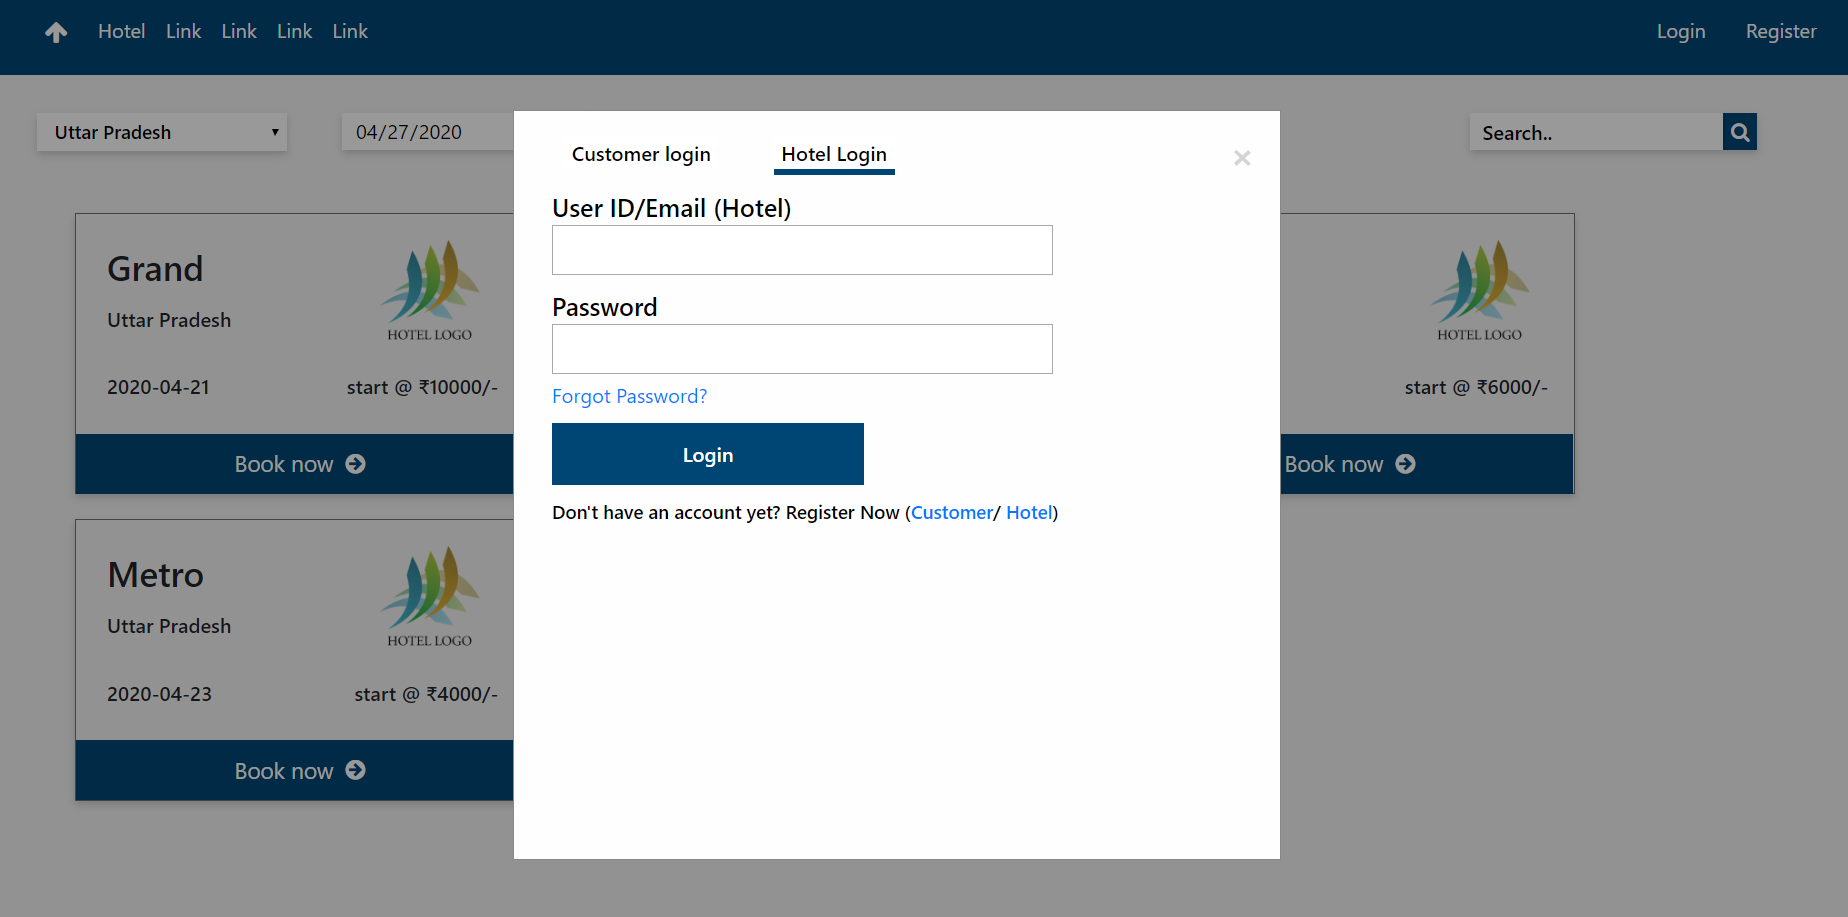 Hotel Link Link Link Link Login Register
Uttar Pradesh
04/27/2020
Search..
Customer login
Hotel Login
×
User ID/Email (Hotel)
Password
Forgot Password?
Login
Don't have an account yet? Register Now (Customer/ Hotel)
Grand
Uttar Pradesh
HOTEL LOGO
2020-04-21
start @ ₹10000/-
Book now
HOTEL LOGO
start @ ₹6000/-
Book now
Metro
Uttar Pradesh
HOTEL LOGO
2020-04-23
start @ ₹4000/-
Book now